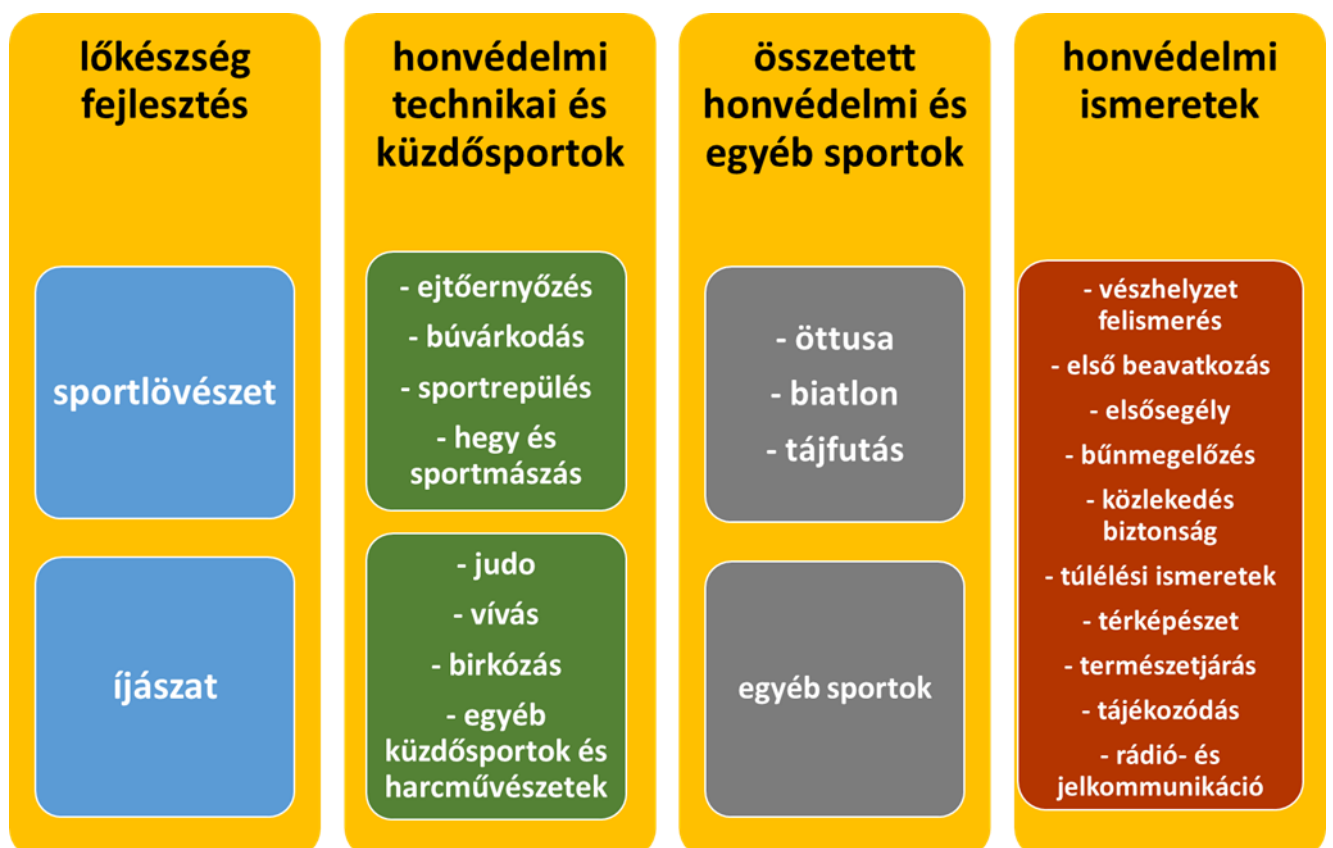 lőkészség
fejlesztés
sportlövészet
íjászat
honvédelmi
technikai és
küzdősportok
- ejtőernyőzés
- búvárkodás
- sportrepülés
- hegy és
sportmászás
- judo
- vívás
- birkózás
- egyéb
küzdősportok és
harcművészetek
összetett
honvédelmi és
egyéb sportok
- öttusa
- biatlon
- tájfutás
egyéb sportok
honvédelmi
ismeretek
- vészhelyzet
felismerés
- első beavatkozás
- elsősegély
- bűnmegelőzés
- közlekedés
biztonság
- túlélési ismeretek
- térképészet
- természetjárás
- tájékozódás
- rádió- és
jelkommunikáció